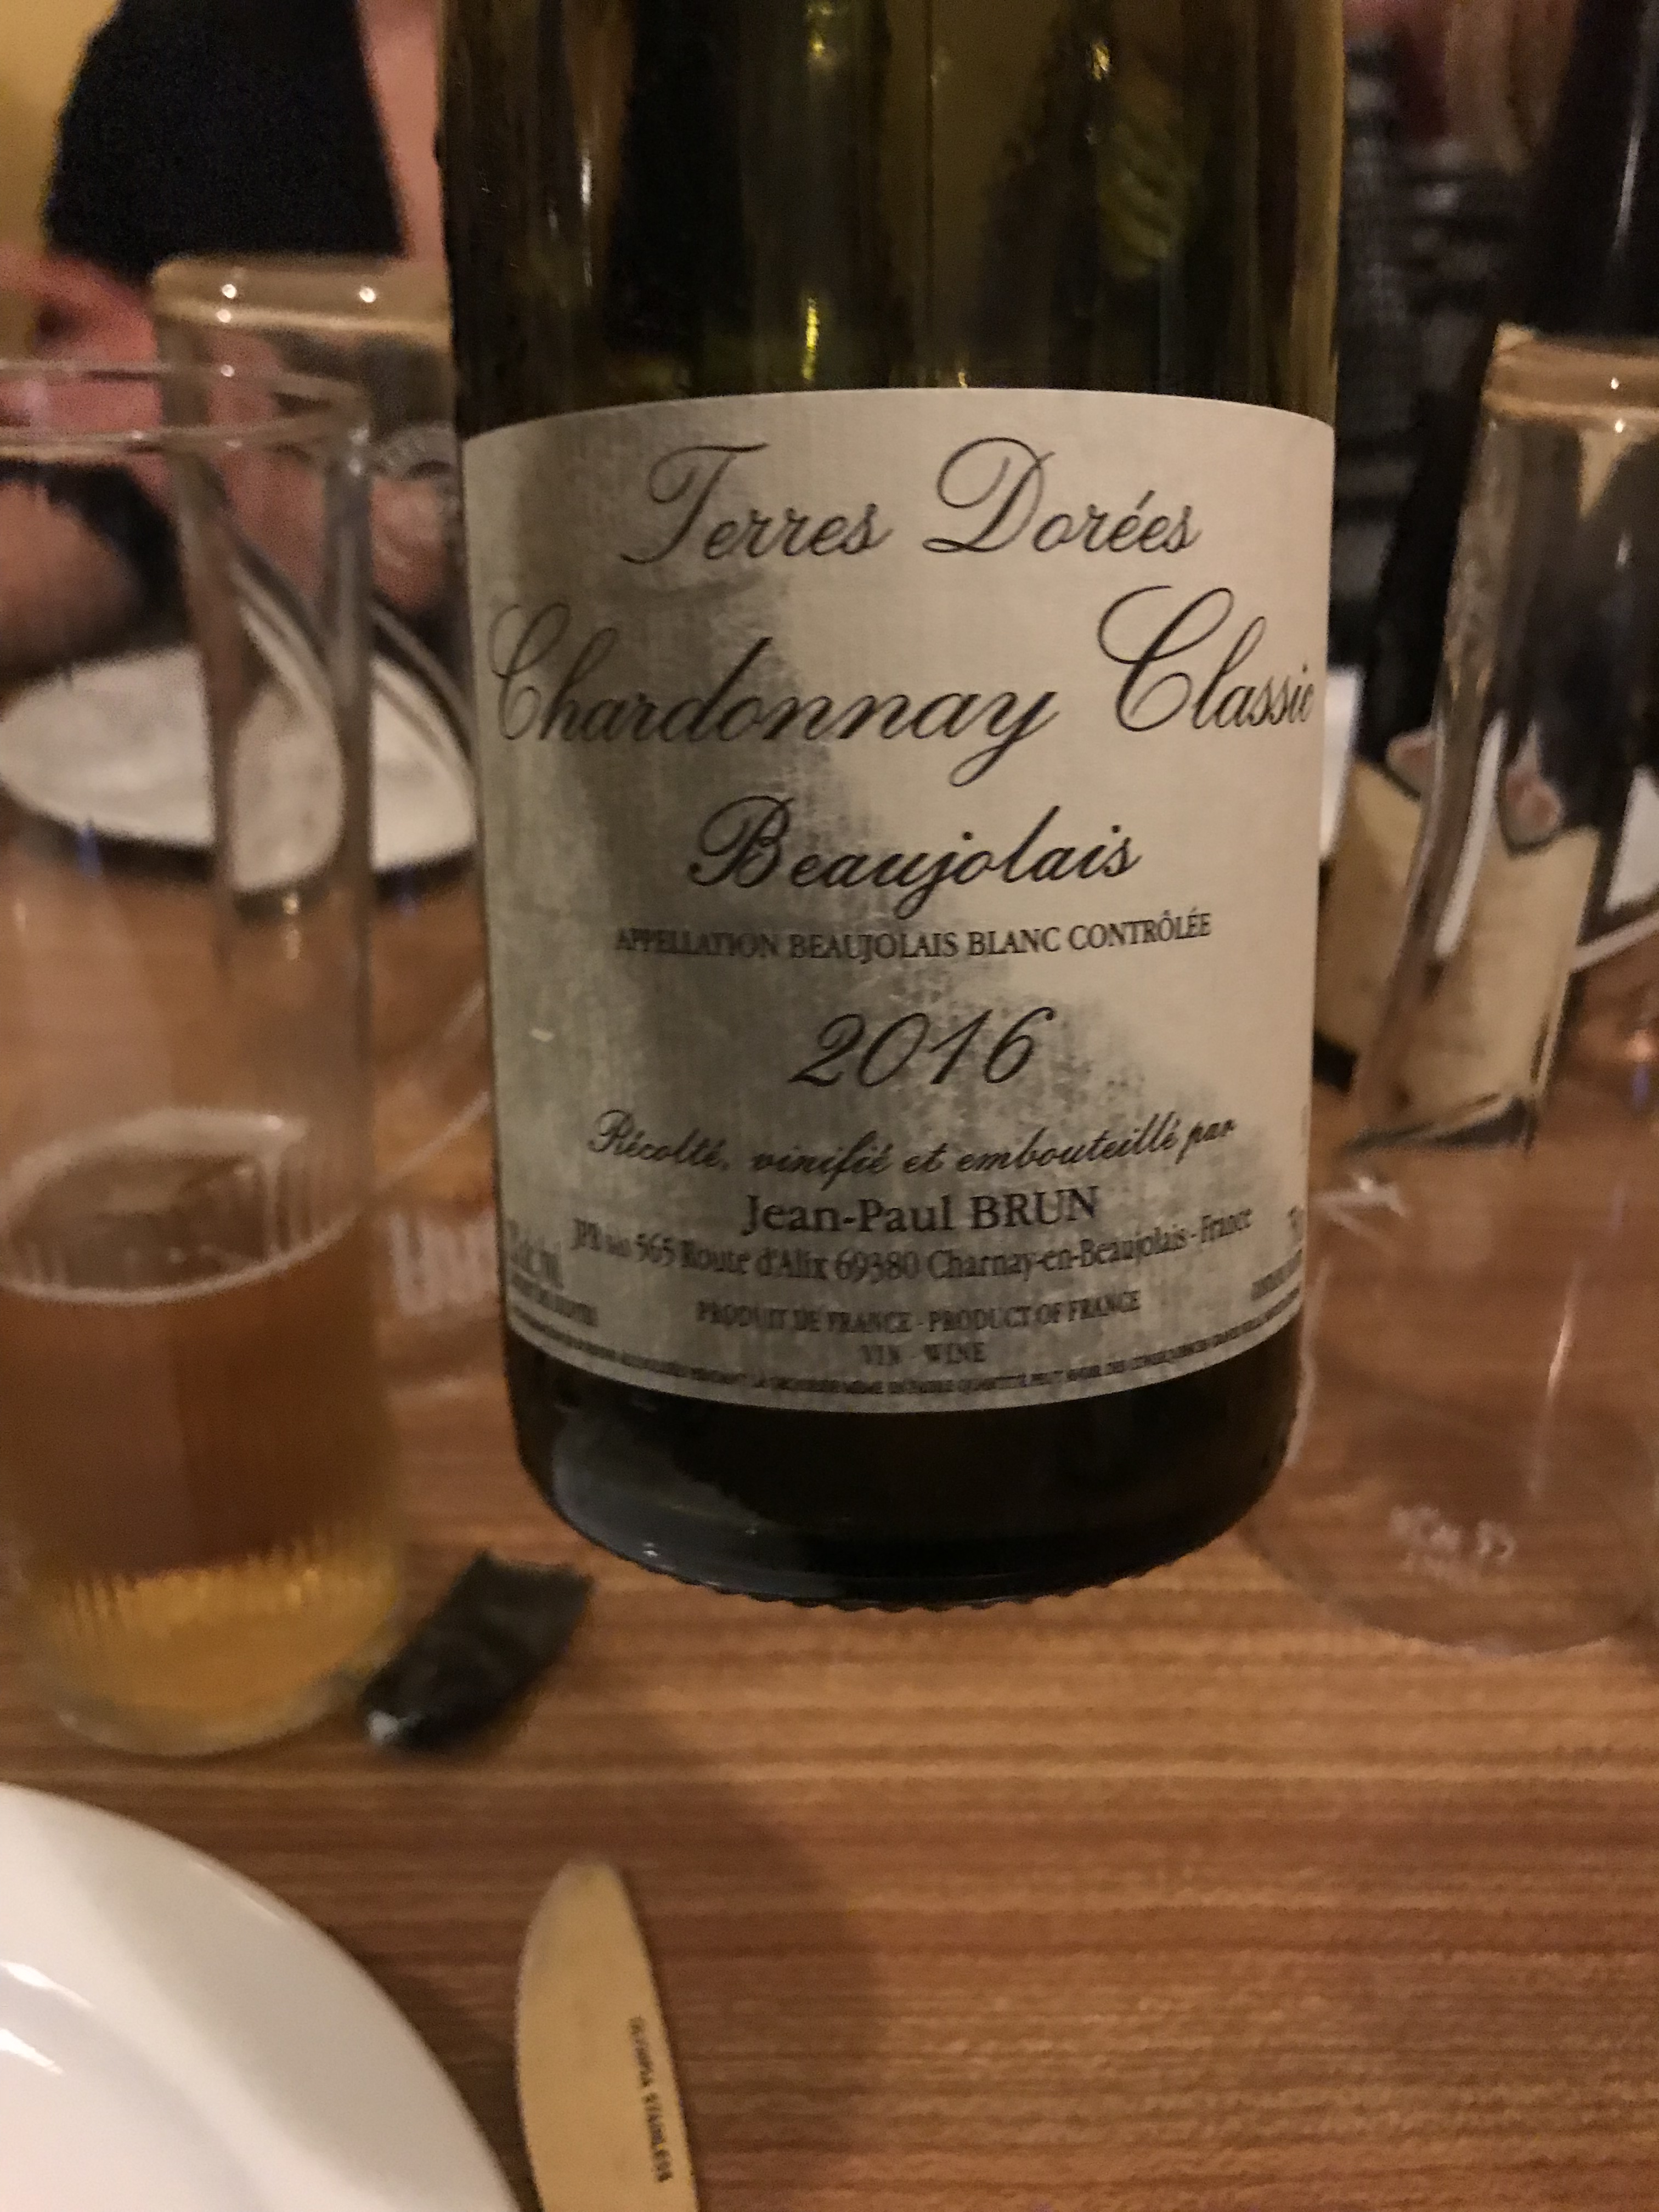 Terres Dorées
Chardonnay Classic
Beaujolais
APPELLATION BEAUJOLAIS BLANC CONTRÔLÉE
2016
Récolté, vinifié et embouteillé par
Jean-Paul BRUN
565 Route d'Alix 69380 Charnay-en-Beaujolais - France
PRODUIT DE FRANCE - PRODUCT OF FRANCE
VIN - WINE